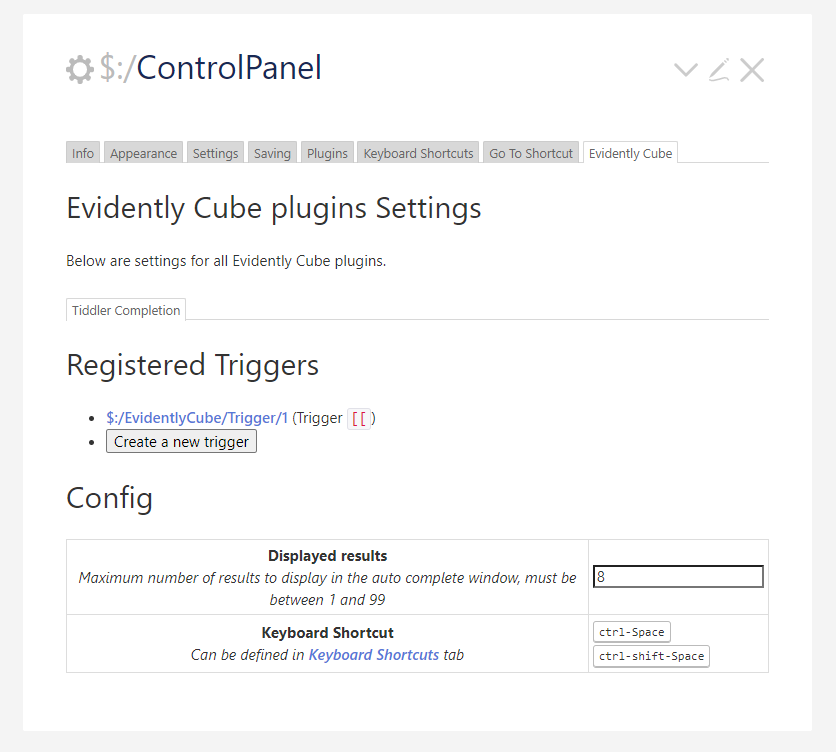 $:/ControlPanel
Info Appearance Settings Saving Plugins Keyboard Shortcuts Go To Shortcut Evidently Cube
Evidently Cube plugins Settings
Below are settings for all Evidently Cube plugins.
Tiddler Completion
Registered Triggers
$:/EvidentlyCube/Trigger/1 (Trigger [[)
Create a new trigger
Config
Displayed results
Maximum number of results to display in the auto complete window, must be
between 1 and 99
8
Keyboard Shortcut
Can be defined in Keyboard Shortcuts tab
ctrl-Space
ctrl-shift-Space